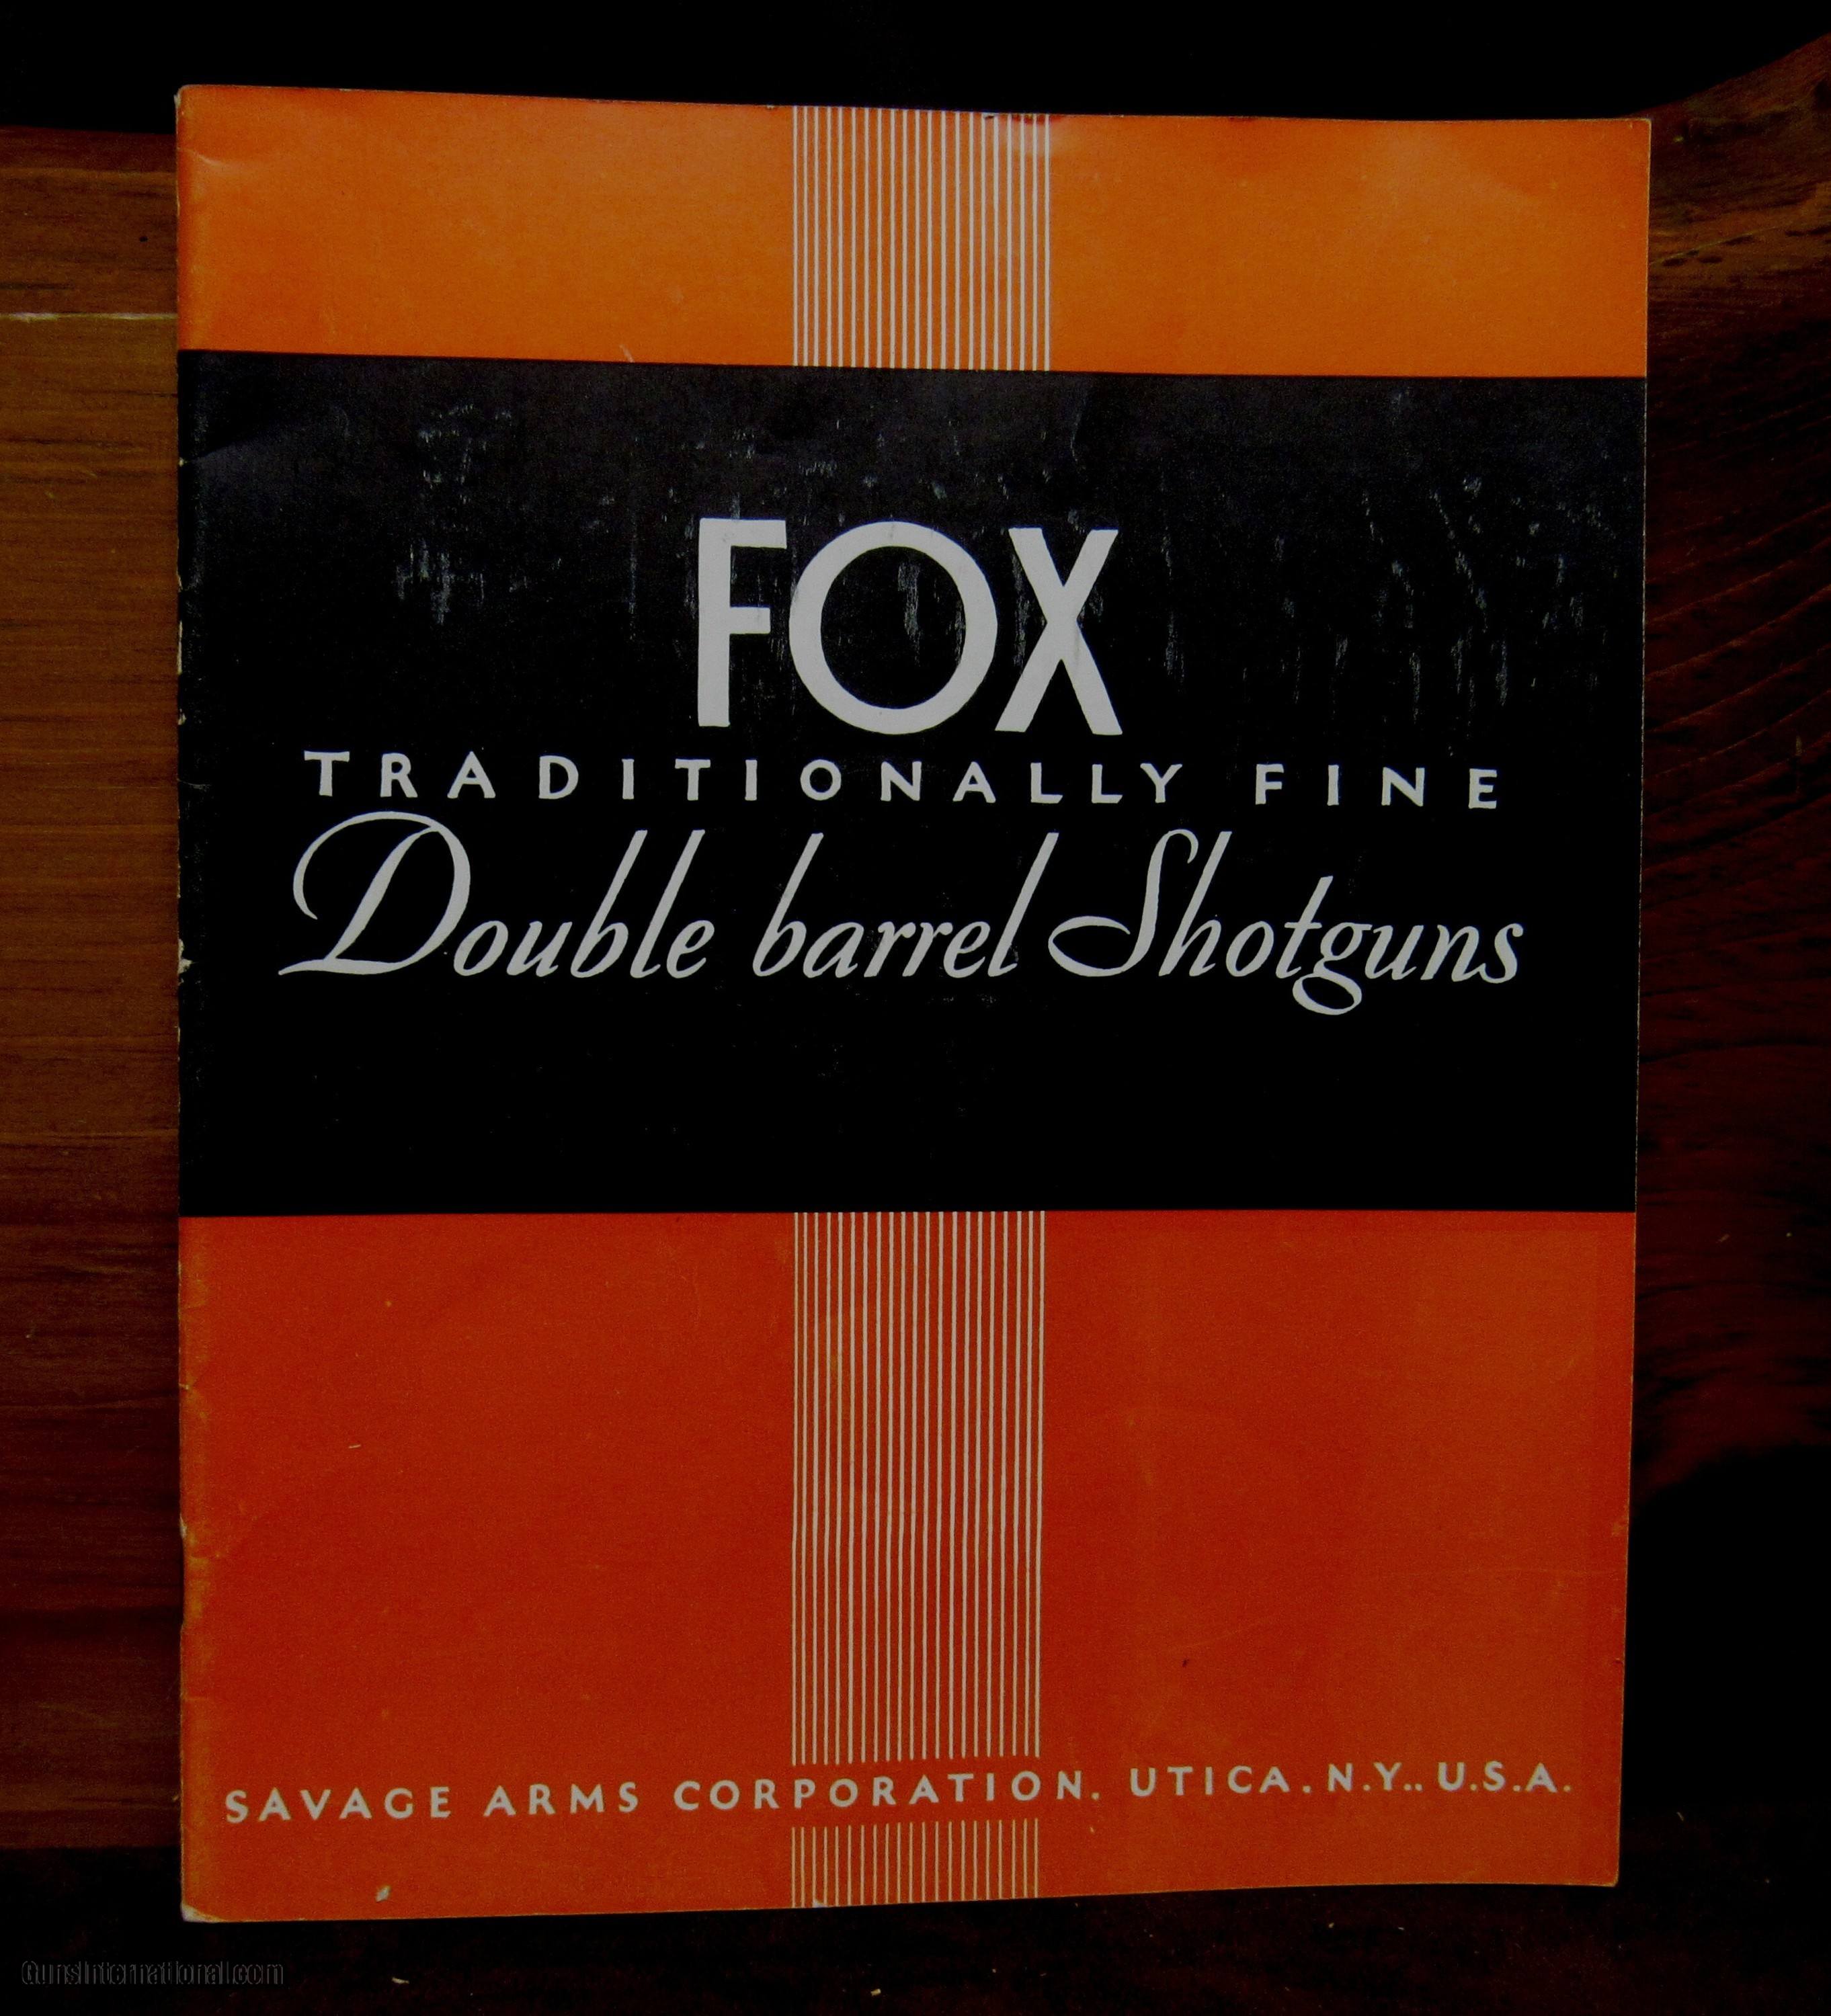 FOX
TRADITIONALLY FINE
Double barrel Shotguns
SAVAGE ARMS CORPORATION. UTICA. N.Y.. U.S.A.
GunsInternational.com